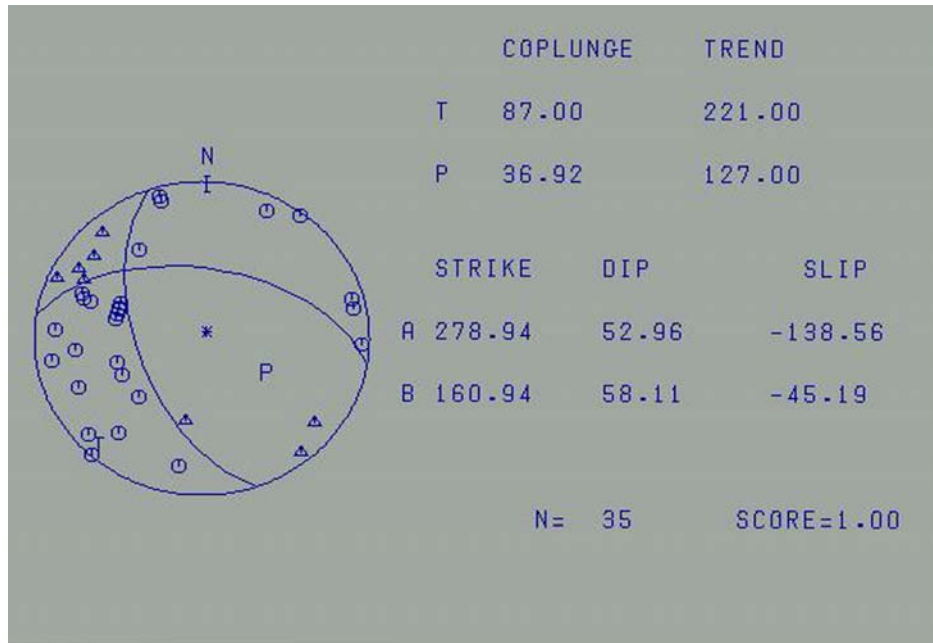 COPLUNGE TREND
T 87.00 221.00
P 36.92 127.00
N
STRIKE DIP SLIP
A 278.94 52.96 -138.56
B 160.94 58.11 -45.19
P
T
N= 35 SCORE=1.00